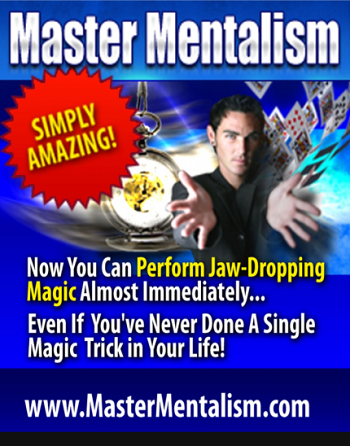 Master Mentalism
SIMPLY
AMAZING!
Now You Can Perform Jaw-Dropping
Magic Almost Immediately...
Even If You've Never Done A Single
Magic Trick in Your Life!
www.MasterMentalism.com